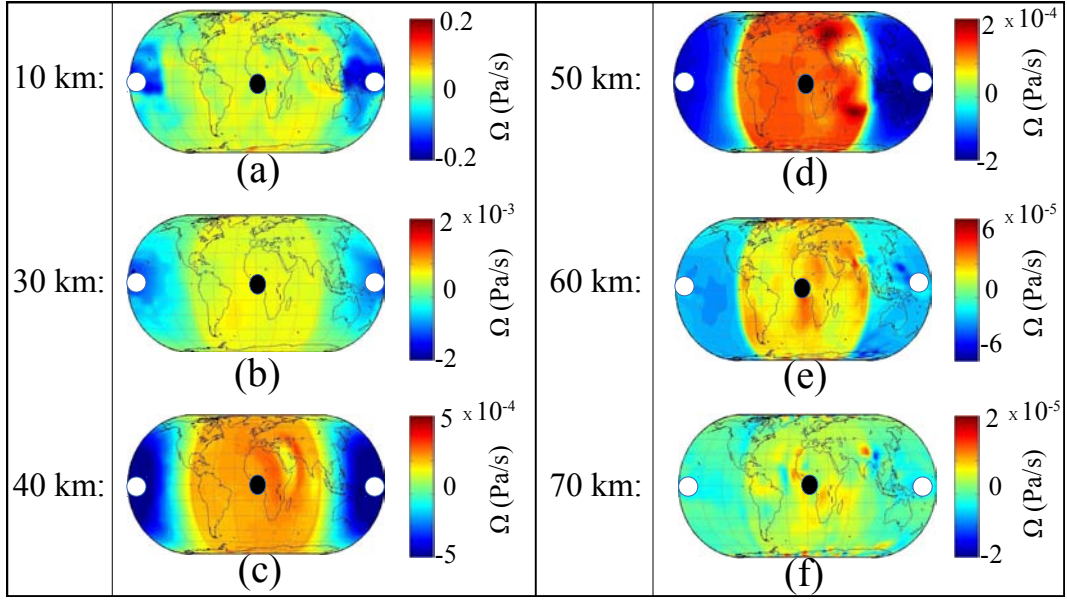 10 km:
0.2
0
-0.2
Ω (Pa/s)
(a)
30 km:
2 x 10-3
0
-2
Ω (Pa/s)
(b)
40 km:
5 x 10-4
0
-5
Ω (Pa/s)
(c)
50 km:
2 x 10-4
0
-2
Ω (Pa/s)
(d)
60 km:
6 x 10-5
0
-6
Ω (Pa/s)
(e)
70 km:
2 x 10-5
0
-2
Ω (Pa/s)
(f)